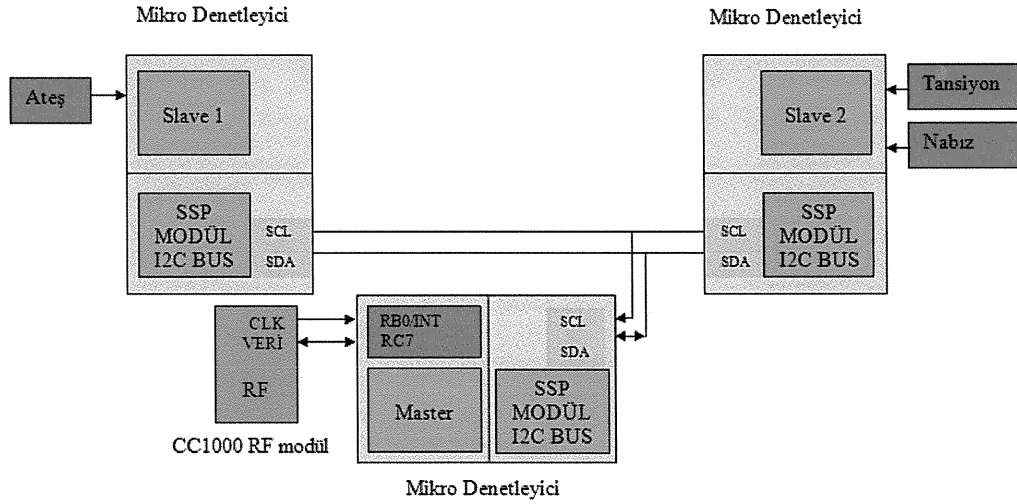 Mikro Denetleyici
Mikro Denetleyici
Ateş
Slave 1
Slave 2
Tansiyon
Nabız
SSP
MODÜL
I2C BUS
SCL
SDA
SCL
SDA
SSP
MODÜL
I2C BUS
CLK
VERİ
RF
CC1000 RF modül
RB0/INT
RC7
Master
SCL
SDA
SSP
MODÜL
I2C BUS
Mikro Denetleyici